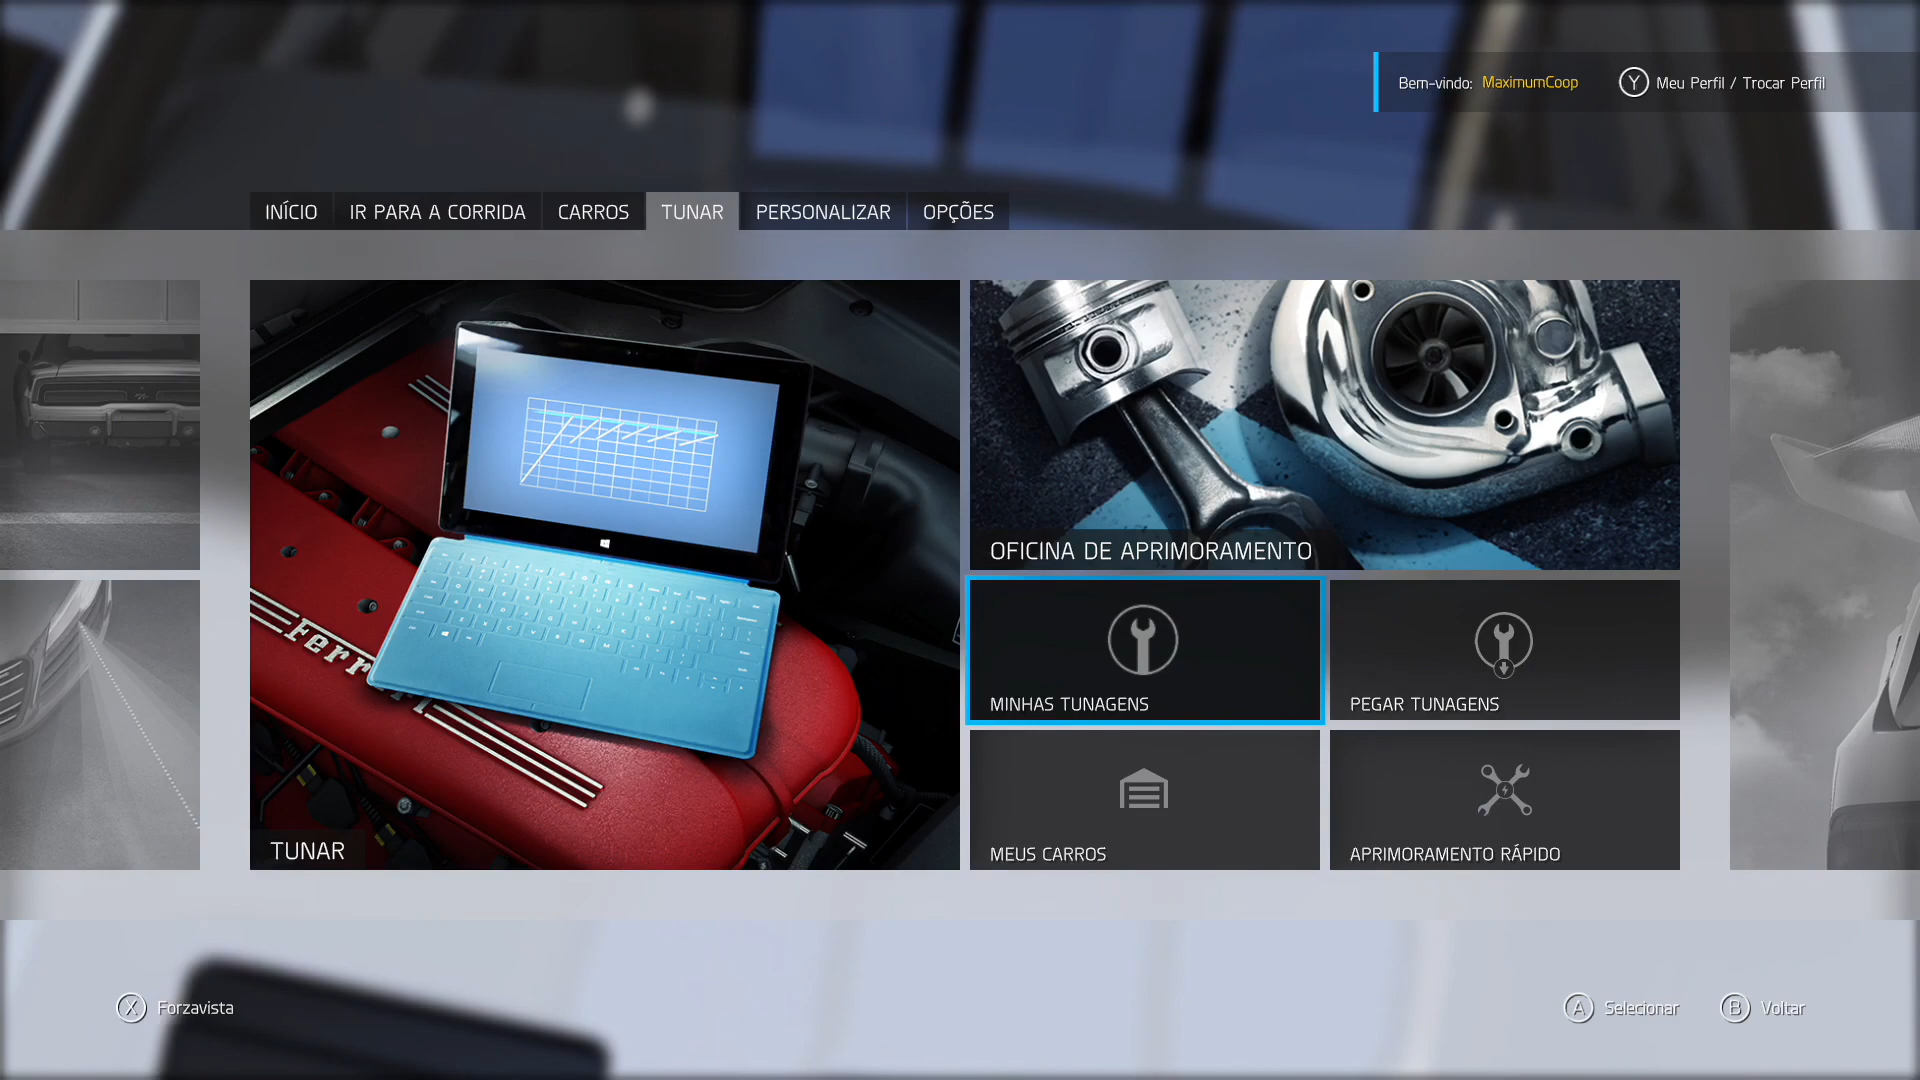 Bem-vindo: MaximumCoop Y Meu Perfil / Trocar Perfil
INÍCIO IR PARA A CORRIDA CARROS TUNAR PERSONALIZAR OPÇÕES
OFICINA DE APRIMORAMENTO
MINHAS TUNAGENS
PEGAR TUNAGENS
TUNAR
MEUS CARROS
APRIMORAMENTO RÁPIDO
X Forzavista
A Selecionar B Voltar